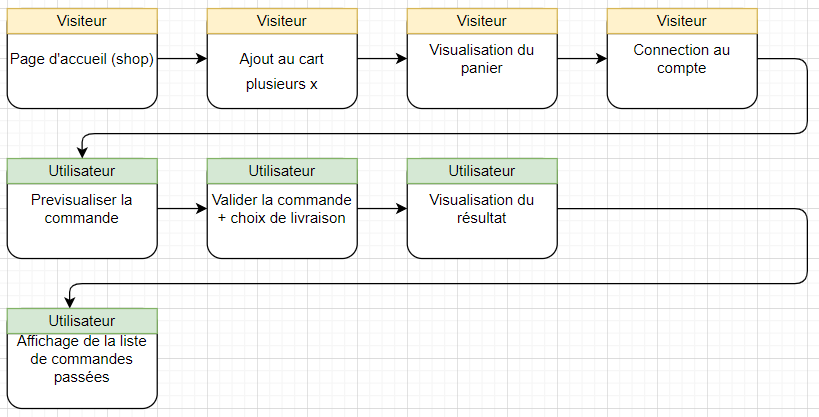 Visiteur
Page d'accueil (shop)
Visiteur
Ajout au cart
plusieurs x
Visiteur
Visualisation du
panier
Visiteur
Connection au
compte
Utilisateur
Previsualiser la
commande
Utilisateur
Valider la commande
+ choix de livraison
Utilisateur
Visualisation du
résultat
Utilisateur
Affichage de la liste
de commandes
passées